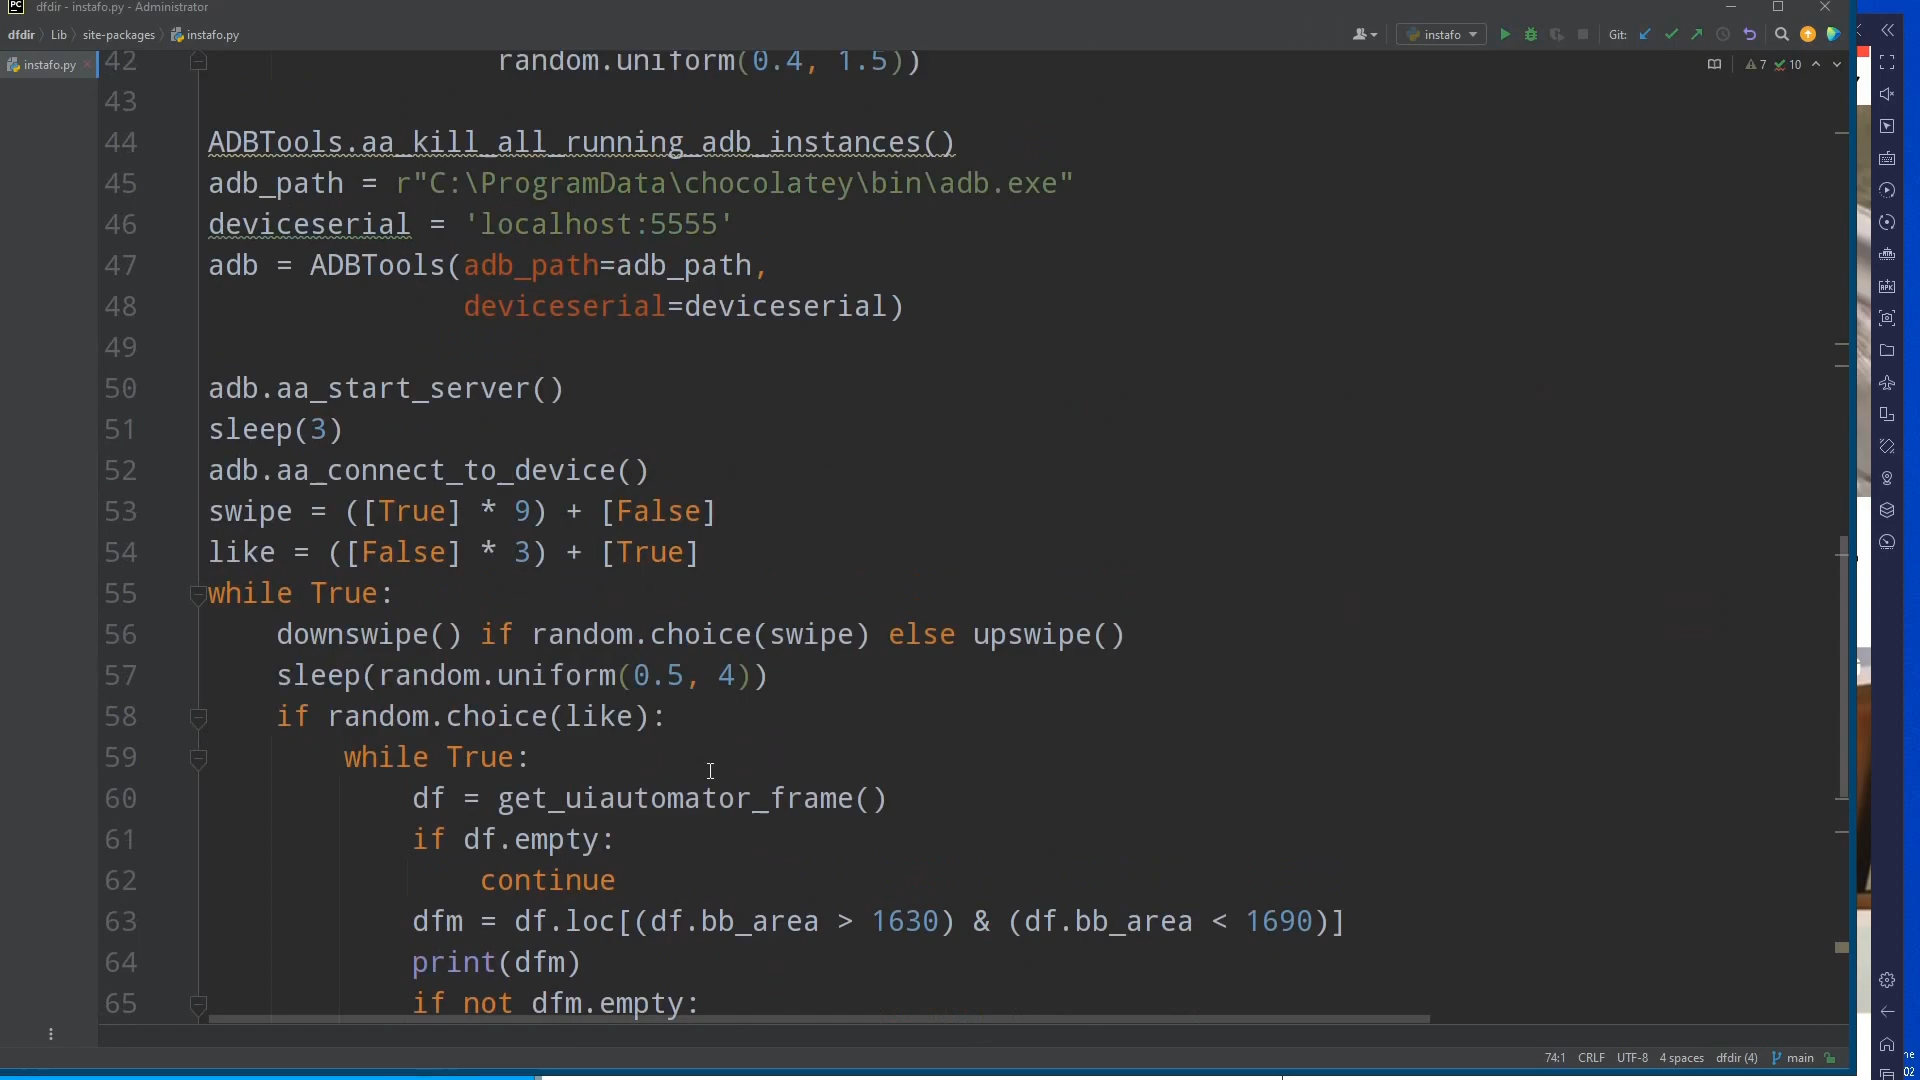 dfdir - instafo.py - Administrator
dfdir Lib site-packages instafo.py instafo Git:
instafo.py
7 10
42 random.uniform(0.4, 1.5))
43
44 ADBTools.aa_kill_all_running_adb_instances()
45 adb_path = r"C:\ProgramData\chocolatey\bin\adb.exe"
46 deviceserial = 'localhost:5555'
47 adb = ADBTools(adb_path=adb_path,
48 deviceserial=deviceserial)
49
50 adb.aa_start_server()
51 sleep(3)
52 adb.aa_connect_to_device()
53 swipe = ([True] * 9) + [False]
54 like = ([False] * 3) + [True]
55 while True:
56 downswipe() if random.choice(swipe) else upswipe()
57 sleep(random.uniform(0.5, 4))
58 if random.choice(like):
59 while True:
60 df = get_uiautomator_frame()
61 if df.empty:
62 continue
63 dfm = df.loc[(df.bb_area > 1630) & (df.bb_area < 1690)]
64 print(dfm)
65 if not dfm.empty:
74:1 CRLF UTF-8 4 spaces dfdir (4) main